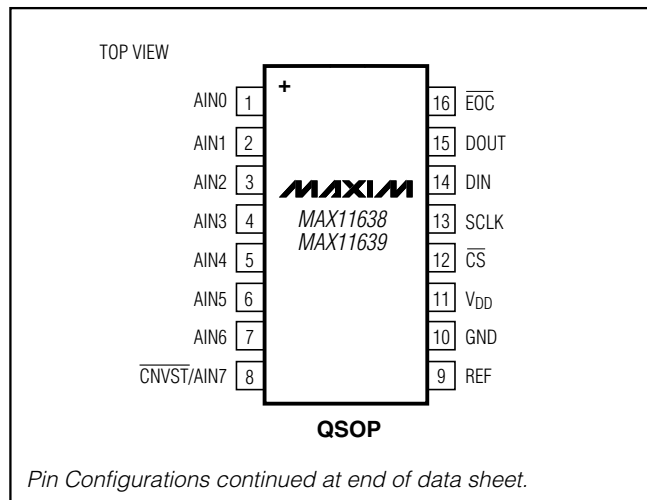 TOP VIEW
+
AIN0 1 16 EOC
AIN1 2 15 DOUT
AIN2 3 14 DIN
MAXIM
AIN3 4 MAX11638 13 SCLK
MAX11639
AIN4 5 12 CS
AIN5 6 11 VDD
AIN6 7 10 GND
CNVST/AIN7 8 9 REF
QSOP
Pin Configurations continued at end of data sheet.